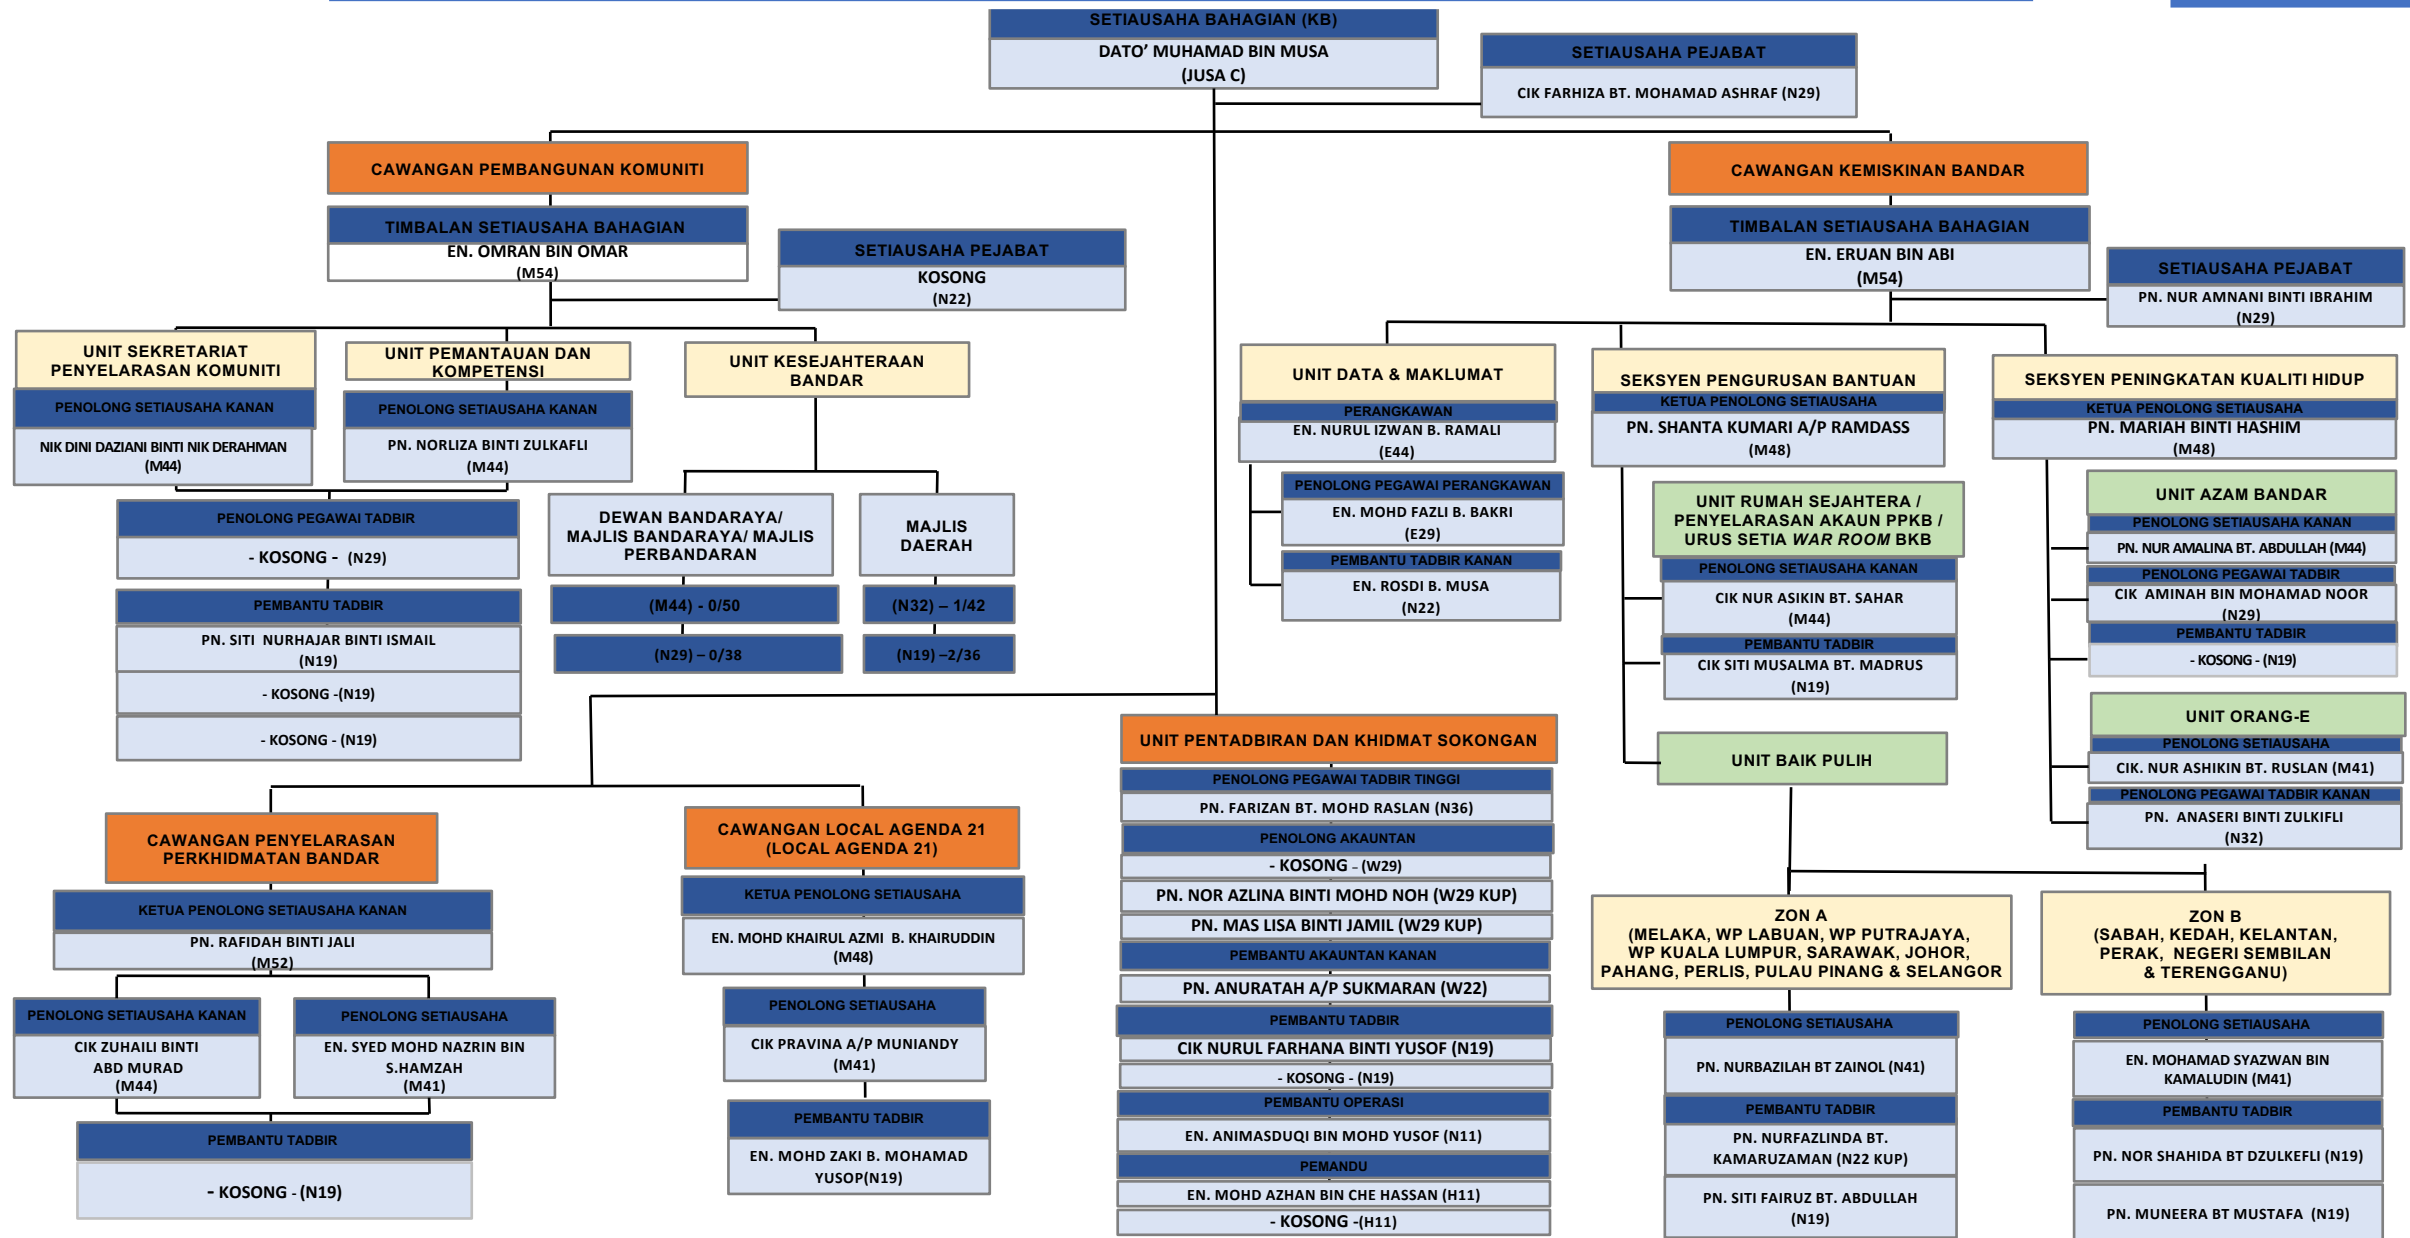 SETIAUSAHA BAHAGIAN (KB)
DATO' MUHAMAD BIN MUSA
(JUSA C)
SETIAUSAHA PEJABAT
CIK FARHIZA BT. MOHAMAD ASHRAF (N29)
CAWANGAN PEMBANGUNAN KOMUNITI
TIMBALAN SETIAUSAHA BAHAGIAN
EN. OMRAN BIN OMAR
(M54)
SETIAUSAHA PEJABAT
KOSONG
(N22)
UNIT SEKRETARIAT
PENYELARASAN KOMUNITI
PENOLONG SETIAUSAHA KANAN
NIK DINI DAZIANI BINTI NIK DERAHMAN
(M44)
UNIT PEMANTAUAN DAN
KOMPETENSI
PENOLONG SETIAUSAHA KANAN
PN. NORLIZA BINTI ZULKAFLI
(M44)
PENOLONG PEGAWAI TADBIR
- KOSONG - (N29)
PEMBANTU TADBIR
PN. SITI  NURHAJAR BINTI ISMAIL
(N19)
- KOSONG -(N19)
- KOSONG - (N19)
UNIT KESEJAHTERAAN
BANDAR
DEWAN BANDARAYA/
MAJLIS BANDARAYA/ MAJLIS
PERBANDARAN
(M44) - 0/50
(N29) – 0/38
MAJLIS
DAERAH
(N32) – 1/42
(N19) –2/36
CAWANGAN KEMISKINAN BANDAR
TIMBALAN SETIAUSAHA BAHAGIAN
EN. ERUAN BIN ABI
(M54)
SETIAUSAHA PEJABAT
PN. NUR AMNANI BINTI IBRAHIM
(N29)
UNIT DATA & MAKLUMAT
PERANGKAWAN
EN. NURUL IZWAN B. RAMALI
(E44)
PENOLONG PEGAWAI PERANGKAWAN
EN. MOHD FAZLI B. BAKRI
(E29)
PEMBANTU TADBIR KANAN
EN. ROSDI B. MUSA
(N22)
SEKSYEN PENGURUSAN BANTUAN
KETUA PENOLONG SETIAUSAHA
PN. SHANTA KUMARI A/P RAMDASS
(M48)
UNIT RUMAH SEJAHTERA /
PENYELARASAN AKAUN PPKB /
URUS SETIA WAR ROOM BKB
PENOLONG SETIAUSAHA KANAN
CIK NUR ASIKIN BT. SAHAR
(M44)
PEMBANTU TADBIR
CIK SITI MUSALMA BT. MADRUS
(N19)
UNIT BAIK PULIH
SEKSYEN PENINGKATAN KUALITI HIDUP
KETUA PENOLONG SETIAUSAHA
PN. MARIAH BINTI HASHIM
(M48)
UNIT AZAM BANDAR
PENOLONG SETIAUSAHA KANAN
PN. NUR AMALINA BT. ABDULLAH (M44)
PENOLONG PEGAWAI TADBIR
CIK  AMINAH BIN MOHAMAD NOOR
(N29)
PEMBANTU TADBIR
- KOSONG - (N19)
UNIT ORANG-E
PENOLONG SETIAUSAHA
CIK. NUR ASHIKIN BT. RUSLAN (M41)
PENOLONG PEGAWAI TADBIR KANAN
PN.  ANASERI BINTI ZULKIFLI
(N32)
CAWANGAN PENYELARASAN
PERKHIDMATAN BANDAR
KETUA PENOLONG SETIAUSAHA KANAN
PN. RAFIDAH BINTI JALI
(M52)
PENOLONG SETIAUSAHA KANAN
CIK ZUHAILI BINTI
ABD MURAD
(M44)
PENOLONG SETIAUSAHA
EN. SYED MOHD NAZRIN BIN
S.HAMZAH
(M41)
PEMBANTU TADBIR
- KOSONG - (N19)
CAWANGAN LOCAL AGENDA 21
(LOCAL AGENDA 21)
KETUA PENOLONG SETIAUSAHA
EN. MOHD KHAIRUL AZMI  B. KHAIRUDDIN
(M48)
PENOLONG SETIAUSAHA
CIK PRAVINA A/P MUNIANDY
(M41)
PEMBANTU TADBIR
EN. MOHD ZAKI B. MOHAMAD
YUSOP(N19)
UNIT PENTADBIRAN DAN KHIDMAT SOKONGAN
PENOLONG PEGAWAI TADBIR TINGGI
PN. FARIZAN BT. MOHD RASLAN (N36)
PENOLONG AKAUNTAN
- KOSONG - (W29)
PN. NOR AZLINA BINTI MOHD NOH (W29 KUP)
PN. MAS LISA BINTI JAMIL (W29 KUP)
PEMBANTU AKAUNTAN KANAN
PN. ANURATAH A/P SUKMARAN (W22)
PEMBANTU TADBIR
CIK NURUL FARHANA BINTI YUSOF (N19)
- KOSONG - (N19)
PEMBANTU OPERASI
EN. ANIMASDUQI BIN MOHD YUSOF (N11)
PEMANDU
EN. MOHD AZHAN BIN CHE HASSAN (H11)
- KOSONG -(H11)
ZON A
(MELAKA, WP LABUAN, WP PUTRAJAYA,
WP KUALA LUMPUR, SARAWAK, JOHOR,
PAHANG, PERLIS, PULAU PINANG & SELANGOR
PENOLONG SETIAUSAHA
PN. NURBAZILAH BT ZAINOL (N41)
PEMBANTU TADBIR
PN. NURFAZLINDA BT.
KAMARUZAMAN (N22 KUP)
PN. SITI FAIRUZ BT. ABDULLAH
(N19)
ZON B
(SABAH, KEDAH, KELANTAN,
PERAK,  NEGERI SEMBILAN
& TERENGGANU)
PENOLONG SETIAUSAHA
EN. MOHAMAD SYAZWAN BIN
KAMALUDIN (M41)
PEMBANTU TADBIR
PN. NOR SHAHIDA BT DZULKEFLI (N19)
PN. MUNEERA BT MUSTAFA  (N19)